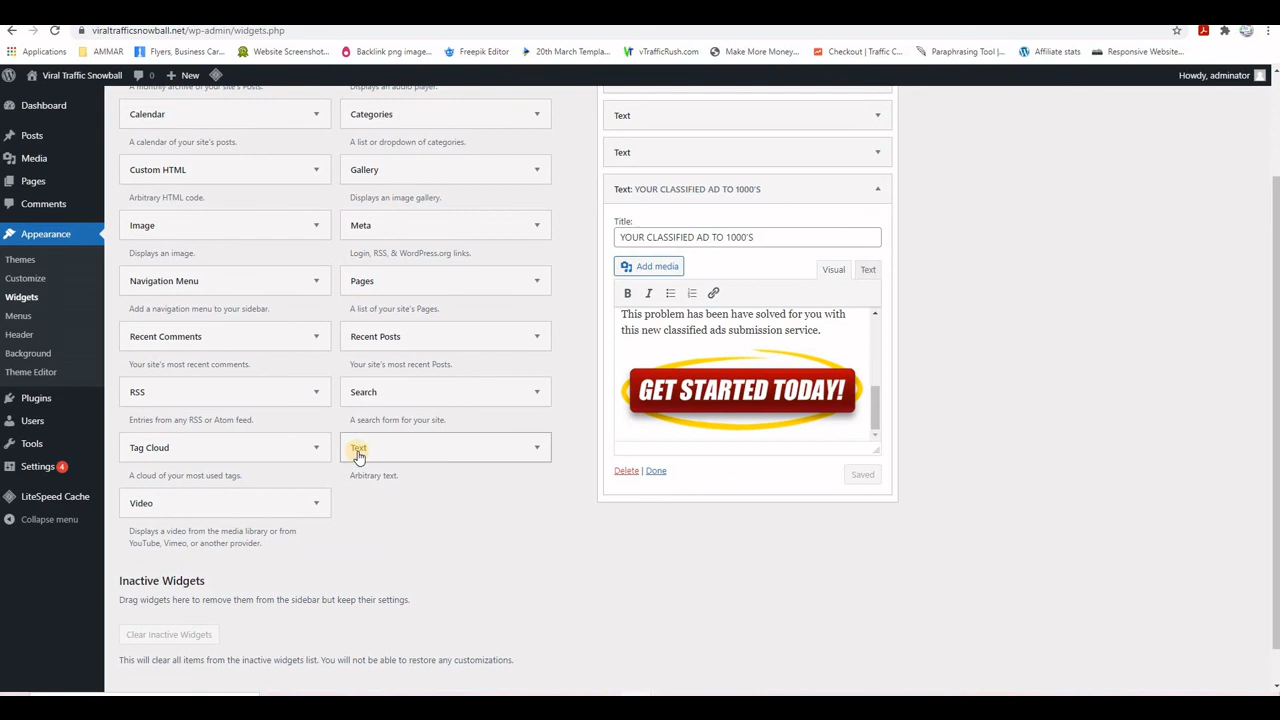 viraltrafficsnowball.net/wp-admin/widgets.php
Applications
AMMAR
Flyers, Business Car...
Website Screenshot...
Backlink png image...
Freepik Editor
20th March Templa...
vTrafficRush.com
Make More Money...
Checkout | Traffic C...
Paraphrasing Tool |...
Affiliate stats
Responsive Website...
Viral Traffic Snowball
0
New
Howdy, adminator
Dashboard
Posts
Media
Pages
Comments
Appearance
Themes
Customize
Widgets
Menus
Header
Background
Theme Editor
Plugins
Users
Tools
Settings 4
LiteSpeed Cache
Collapse menu
A monthly archive of your site's Posts.
Displays an audio player.
Calendar
Categories
A calendar of your site's posts.
A list or dropdown of categories.
Custom HTML
Gallery
Arbitrary HTML code.
Displays an image gallery.
Image
Meta
Displays an image.
Login, RSS, & WordPress.org links.
Navigation Menu
Pages
Add a navigation menu to your sidebar.
A list of your site's Pages.
Recent Comments
Recent Posts
Your site's most recent comments.
Your site's most recent Posts.
RSS
Search
Entries from any RSS or Atom feed.
A search form for your site.
Tag Cloud
Text
A cloud of your most used tags.
Arbitrary text.
Video
Displays a video from the media library or from
YouTube, Vimeo, or another provider.
Inactive Widgets
Drag widgets here to remove them from the sidebar but keep their settings.
Clear Inactive Widgets
This will clear all items from the inactive widgets list. You will not be able to restore any customizations.
Text
Text
Text: YOUR CLASSIFIED AD TO 1000'S
Title:
YOUR CLASSIFIED AD TO 1000'S
Add media
Visual
Text
B I
This problem has been have solved for you with
this new classified ads submission service.
GET STARTED TODAY!
Delete | Done
Saved